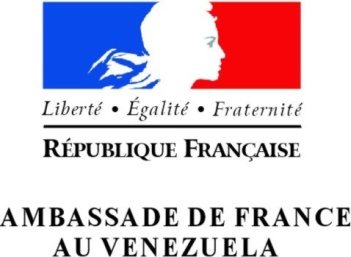 Liberté • Égalité • Fraternité
RÉPUBLIQUE FRANÇAISE
AMBASSADE DE FRANCE
AU VENEZUELA